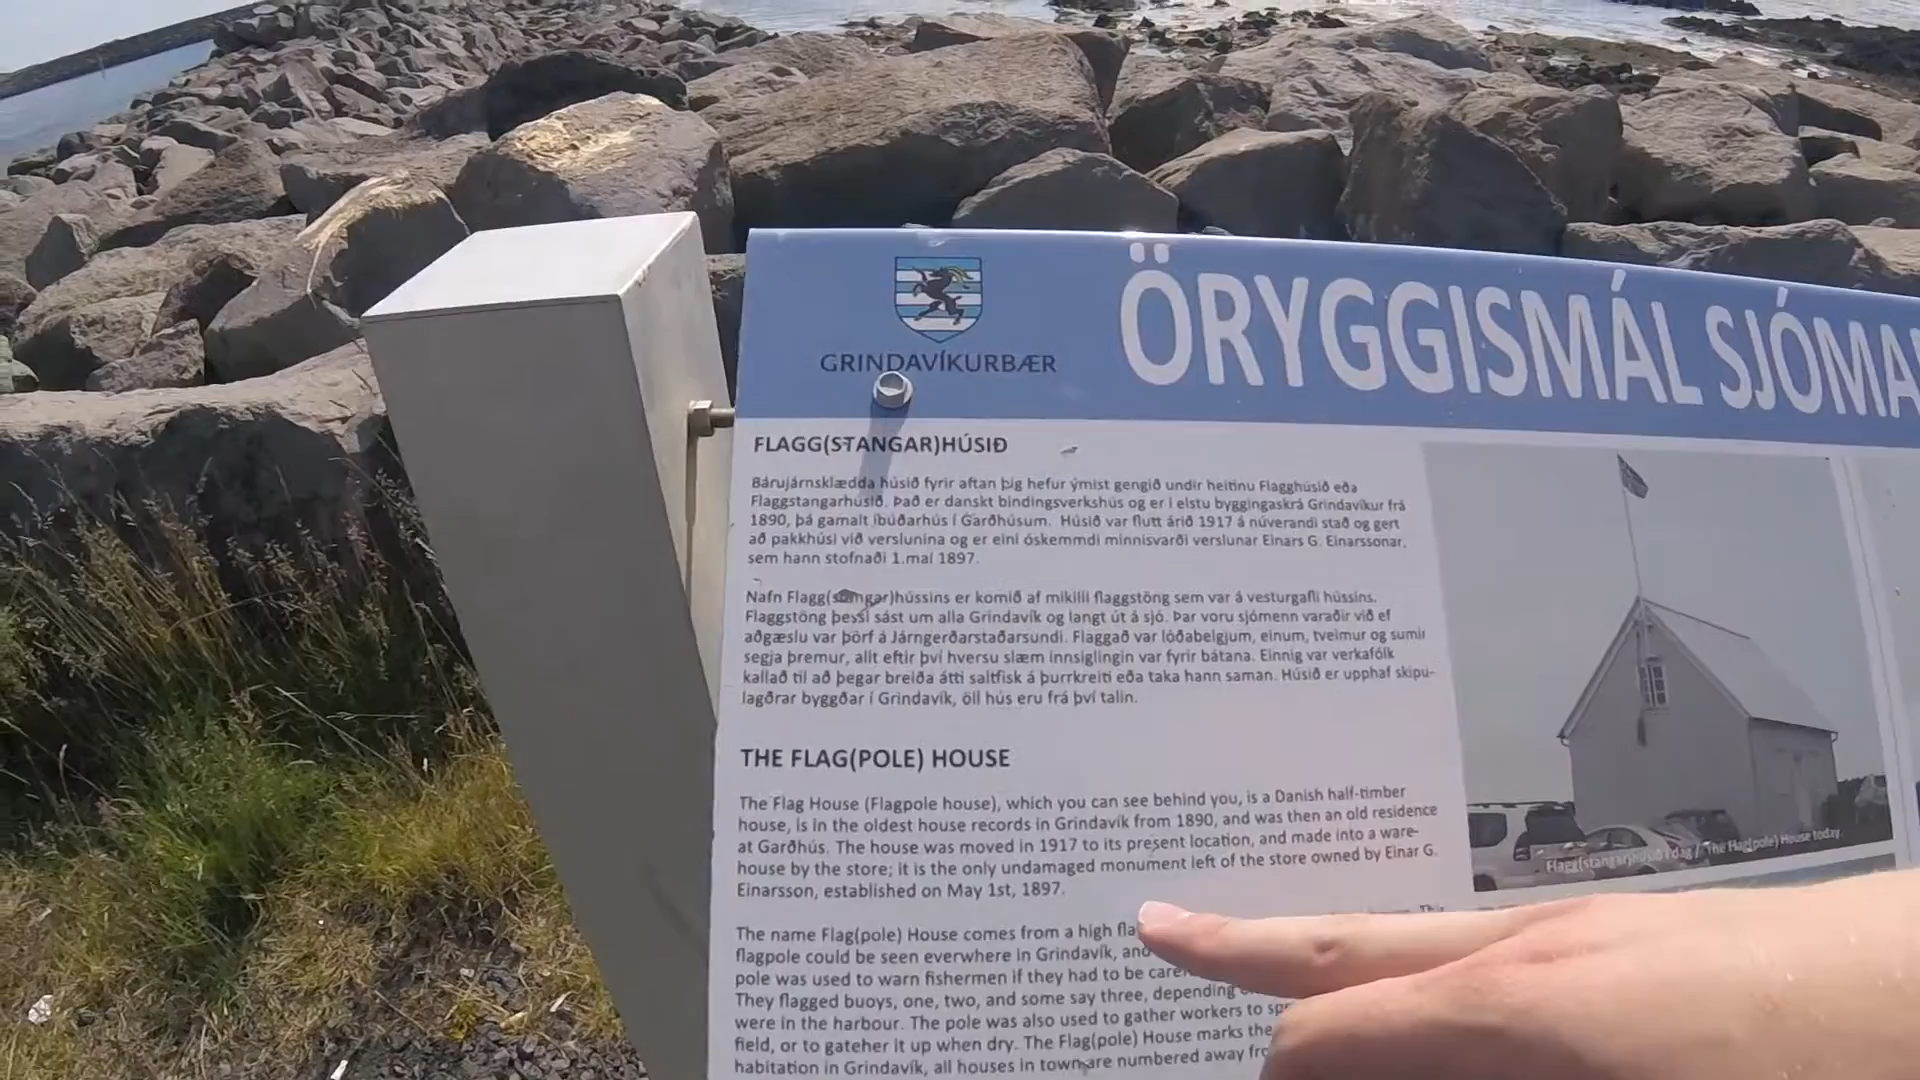 GRINDAVÍKURBÆR
ÖRYGGISMÁL SJÓMA
FLAGG(STANGAR)HÚSIÐ
Bárujárnsklædda húsið fyrir aftan þig hefur ýmist gengið undir heitinu Flagghúsið eða
Flaggstangarhúsið. Það er danskt bindingsverkshús og er í elstu byggingaskrá Grindavíkur frá
1890, þá gamalt íbúðarhús í Garðhúsum. Húsið var flutt árið 1917 á núverandi stað og gert
að pakkhúsi við verslunina og er eini óskemmdi minnisvarði verslunar Einars G. Einarssonar,
sem hann stofnaði 1.maí 1897.
Nafn Flagg(stangar)hússins er komið af mikilli flaggstöng sem var á vesturgafli hússins.
Flaggstöng þessi sást um alla Grindavík og langt út á sjó. Þar voru sjómenn varaðir við ef
aðgæslu var þörf á Járngerðarstaðarsundi. Flaggað var lóðabelgjum, einum, tveimur og sumir
segja þremur, allt eftir því hversu slæm innsiglingin var fyrir bátana. Einnig var verkafólk
kallað til að þegar breiða átti saltfisk á þurrkreiti eða taka hann saman. Húsið er upphaf skipu-
lagðrar byggðar í Grindavík, öll hús eru frá því talin.
THE FLAG(POLE) HOUSE
The Flag House (Flagpole house), which you can see behind you, is a Danish half-timber
house, is in the oldest house records in Grindavík from 1890, and was then an old residence
at Garðhús. The house was moved in 1917 to its present location, and made into a ware-
house by the store; it is the only undamaged monument left of the store owned by Einar G.
Einarsson, established on May 1st, 1897.
The name Flag(pole) House comes from a high fla
flagpole could be seen everwhere in Grindavík, and
pole was used to warn fishermen if they had to be care
They flagged buoys, one, two, and some say three, depending
were in the harbour. The pole was also used to gather workers to sp
field, or to gateher it up when dry. The Flag(pole) House marks the
habitation in Grindavík, all houses in town are numbered away fr
Flagg(stangar)húsið í dag / The Flag(pole) House today.